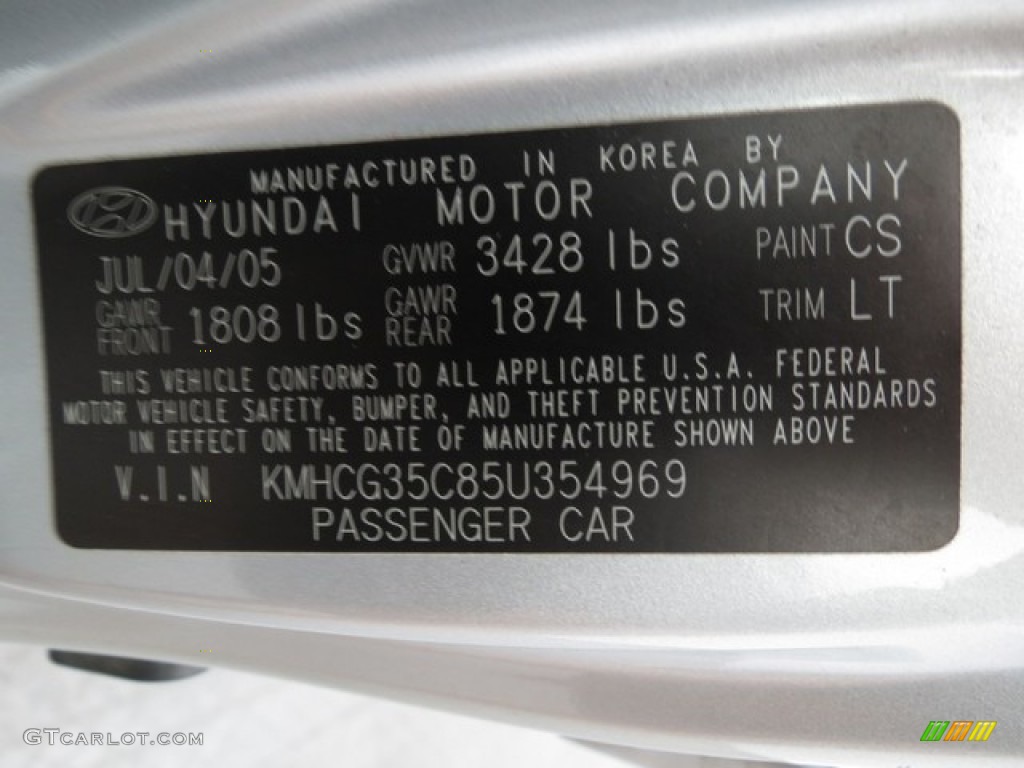 MANUFACTURED IN KOREA BY
HYUNDAI MOTOR COMPANY
JUL/04/05 GVWR 3428 lbs PAINT CS
GAWR FRONT 1808 lbs GAWR REAR 1874 lbs TRIM LT
THIS VEHICLE CONFORMS TO ALL APPLICABLE U.S.A. FEDERAL
MOTOR VEHICLE SAFETY, BUMPER, AND THEFT PREVENTION STANDARDS
IN EFFECT ON THE DATE OF MANUFACTURE SHOWN ABOVE
V.I.N KMHCG35C85U354969
PASSENGER CAR
GTCARLOT.COM